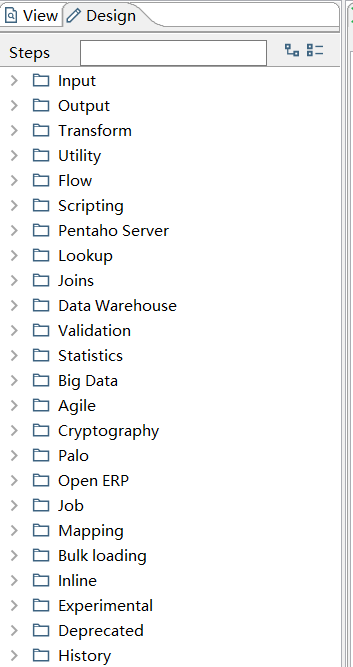 View Design
Steps
Input
Output
Transform
Utility
Flow
Scripting
Pentaho Server
Lookup
Joins
Data Warehouse
Validation
Statistics
Big Data
Agile
Cryptography
Palo
Open ERP
Job
Mapping
Bulk loading
Inline
Experimental
Deprecated
History